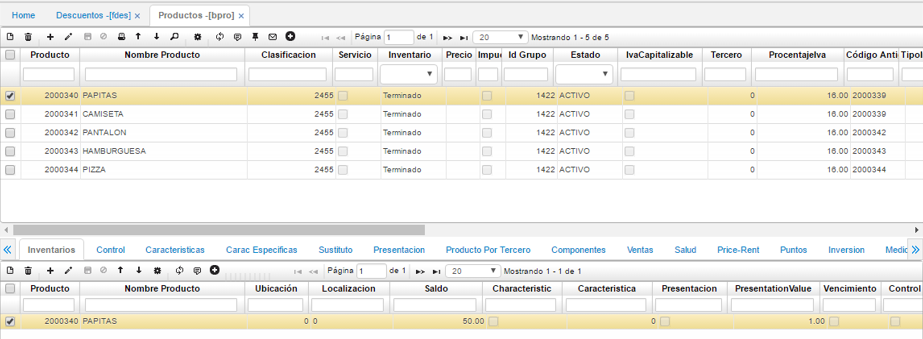 Home Descuentos -[fdes] × Productos -[bpro] ×
Página 1 de 1 20 Mostrando 1 - 5 de 5
Producto Nombre Producto Clasificacion Servicio Inventario Precio Impue Id Grupo Estado IvaCapitalizable Tercero ProcentajeIva Código Anti Tipol
2000340 PAPITAS 2455 Terminado 1422 ACTIVO 0 16.00 2000339
2000341 CAMISETA 2455 Terminado 1422 ACTIVO 0 16.00 2000339
2000342 PANTALON 2455 Terminado 1422 ACTIVO 0 16.00 2000342
2000343 HAMBURGUESA 2455 Terminado 1422 ACTIVO 0 16.00 2000343
2000344 PIZZA 2455 Terminado 1422 ACTIVO 0 16.00 2000344
Inventarios Control Caracteristicas Carac Especificas Sustituto Presentacion Producto Por Tercero Componentes Ventas Salud Price-Rent Puntos Inversion Medic
Página 1 de 1 20 Mostrando 1 - 1 de 1
Producto Nombre Producto Ubicación Localizacion Saldo Characteristic Caracteristica Presentacion PresentationValue Vencimiento Control
2000340 PAPITAS 0 0 50.00 0 1.00